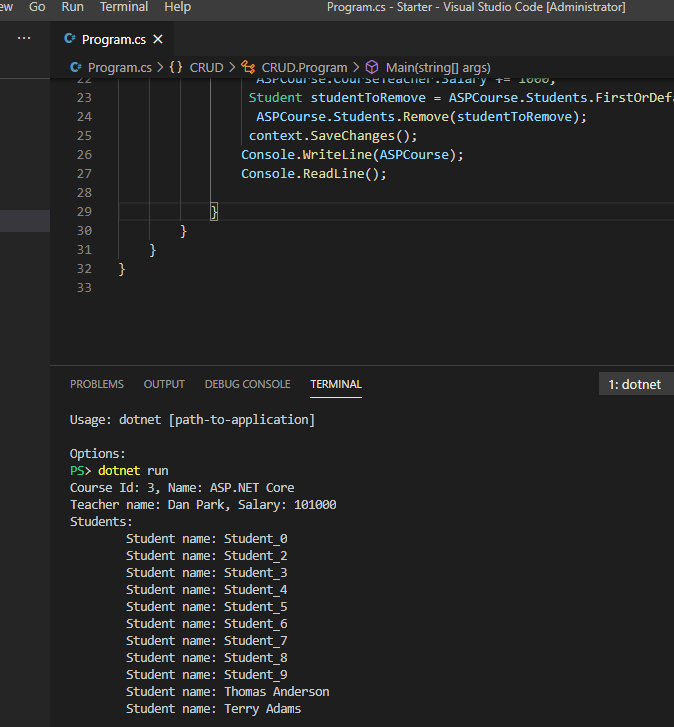 ew Go Run Terminal Help Program.cs - Starter - Visual Studio Code [Administrator]
··· C# Program.cs ×
C# Program.cs > {} CRUD > CRUD.Program > Main(string[] args)
22 ASPCourse.CourseTeacher.Salary += 1000;
23 Student studentToRemove = ASPCourse.Students.FirstOrDefa
24 ASPCourse.Students.Remove(studentToRemove);
25 context.SaveChanges();
26 Console.WriteLine(ASPCourse);
27 Console.ReadLine();
28
29 }
30 }
31 }
32 }
33
PROBLEMS OUTPUT DEBUG CONSOLE TERMINAL 1: dotnet
Usage: dotnet [path-to-application]
Options:
PS> dotnet run
Course Id: 3, Name: ASP.NET Core
Teacher name: Dan Park, Salary: 101000
Students:
Student name: Student_0
Student name: Student_2
Student name: Student_3
Student name: Student_4
Student name: Student_5
Student name: Student_6
Student name: Student_7
Student name: Student_8
Student name: Student_9
Student name: Thomas Anderson
Student name: Terry Adams